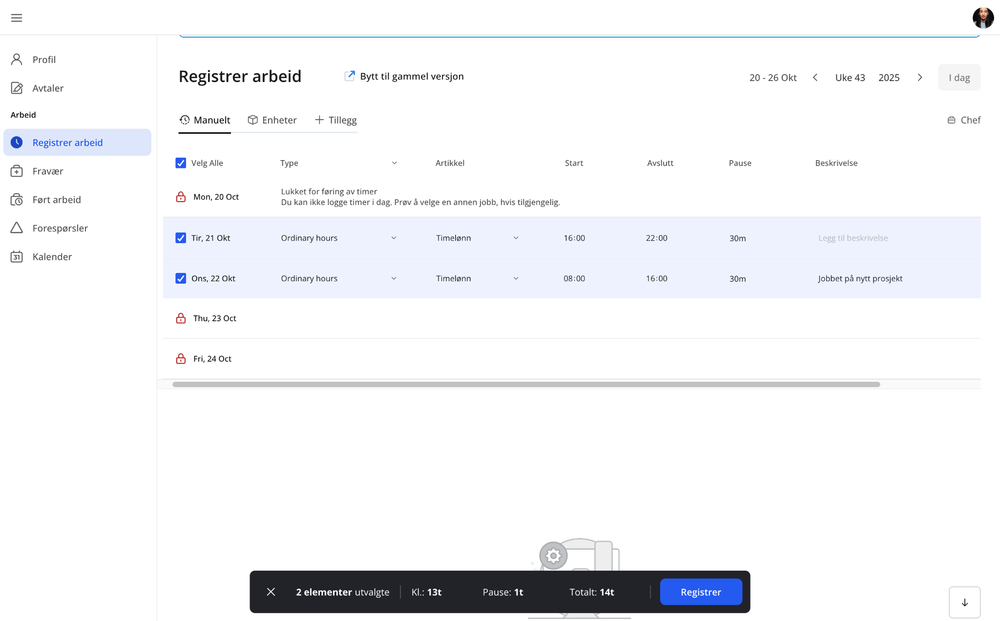 Profil
Avtaler
Arbeid
Registrer arbeid
Fravær
Ført arbeid
Forespørsler
31 Kalender
Registrer arbeid
Bytt til gammel versjon
20 - 26 Okt
Uke 43
2025
I dag
Manuelt
Enheter
Tillegg
Chef
Velg Alle
Type
Artikkel
Start
Avslutt
Pause
Beskrivelse
Mon, 20 Oct
Lukket for føring av timer
Du kan ikke logge timer i dag. Prøv å velge en annen jobb, hvis tilgjengelig.
Tir, 21 Okt
Ordinary hours
Timelønn
16:00
22:00
30m
Legg til beskrivelse
Ons, 22 Okt
Ordinary hours
Timelønn
08:00
16:00
30m
Jobbet på nytt prosjekt
Thu, 23 Oct
Fri, 24 Oct
2 elementer utvalgte
Kl.: 13t
Pause: 1t
Totalt: 14t
Registrer